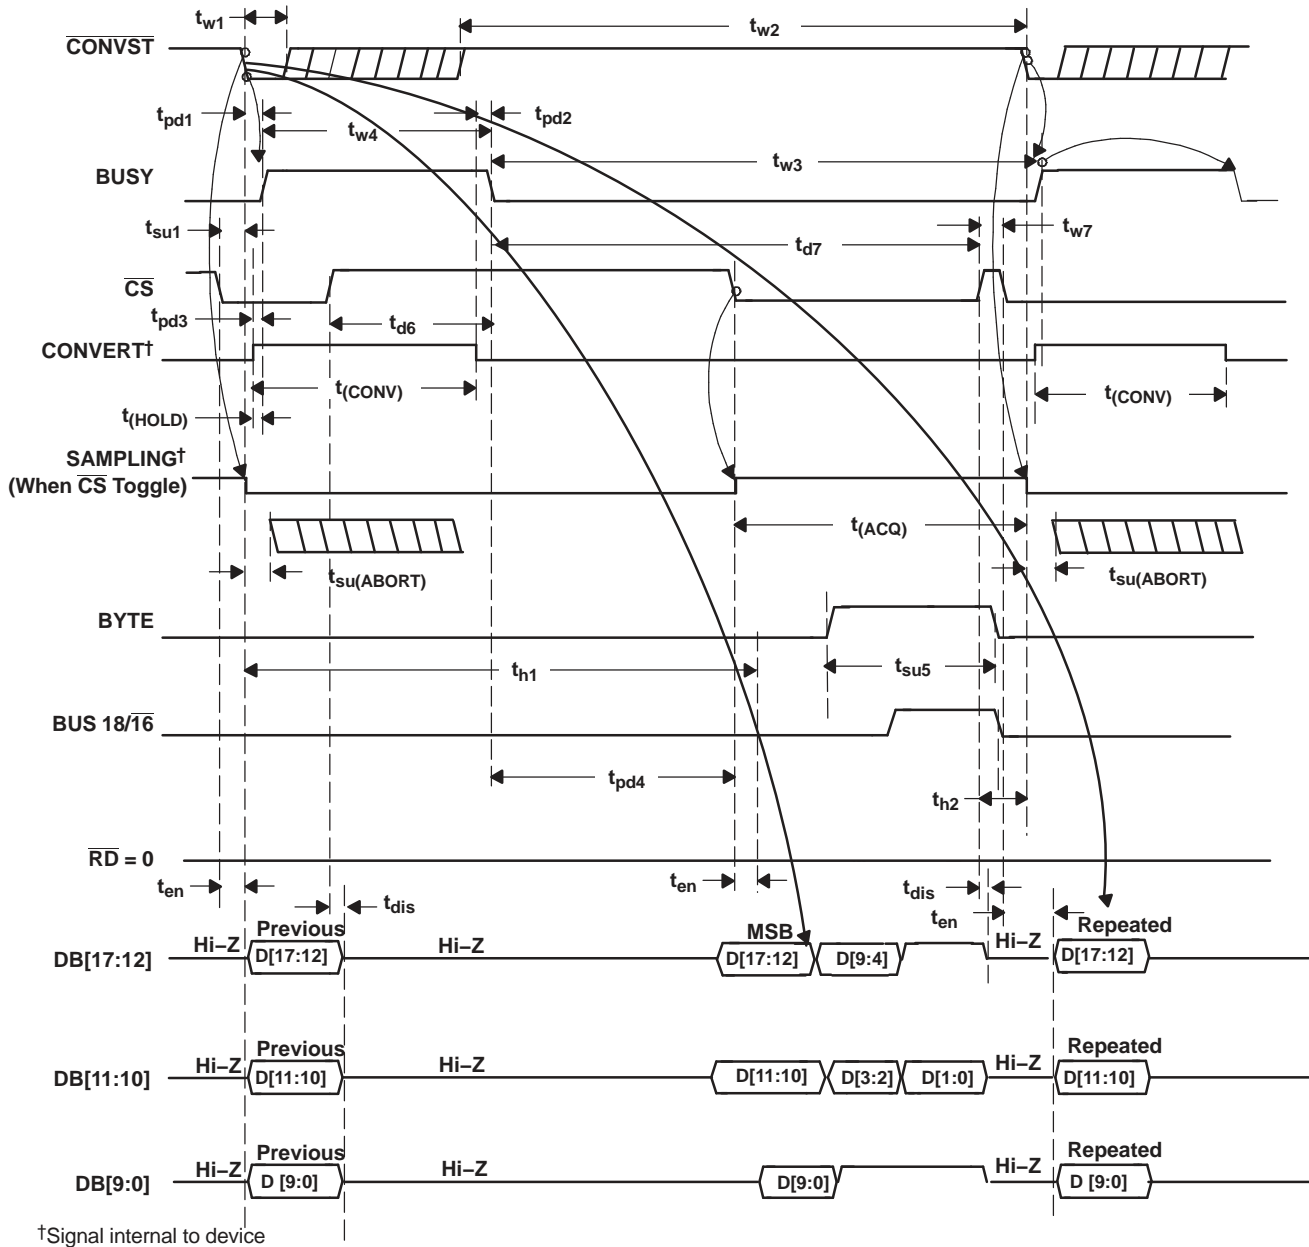 tw1
tw2
CONVST
tpd1
tw4
tpd2
tw3
BUSY
tsu1
tw7
td7
CS
tpd3
td6
CONVERT†
t(CONV)
t(CONV)
t(HOLD)
SAMPLING†
(When CS Toggle)
t(ACQ)
tsu(ABORT)
tsu(ABORT)
BYTE
th1
tsu5
BUS 18/16
tpd4
th2
RD = 0
ten
tdis
ten
tdis
ten
Previous
MSB
Repeated
DB[17:12]
Hi–Z
D[17:12]
Hi–Z
D[17:12]
D[9:4]
Hi–Z
D[17:12]
Previous
Repeated
DB[11:10]
Hi–Z
D[11:10]
Hi–Z
D[11:10]
D[3:2]
D[1:0]
Hi–Z
D[11:10]
Previous
Repeated
DB[9:0]
Hi–Z
D [9:0]
Hi–Z
D[9:0]
Hi–Z
D [9:0]
†Signal internal to device